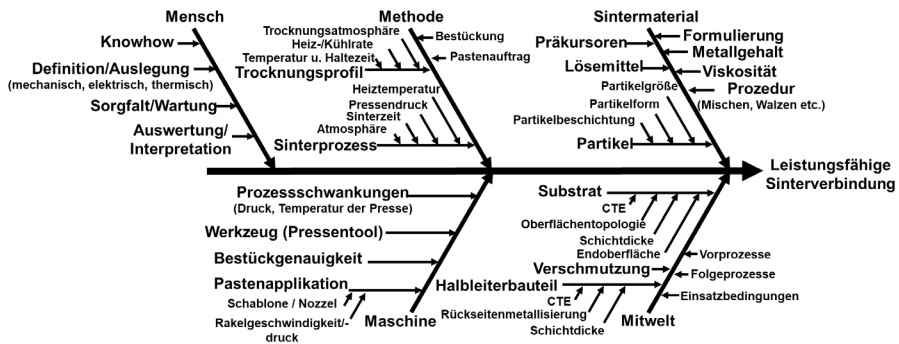 Mensch
Knowhow
Definition/Auslegung
(mechanisch, elektrisch, thermisch)
Sorgfalt/Wartung
Auswertung/
Interpretation
Methode
Trocknungsatmosphäre
Heiz-/Kühlrate
Temperatur u. Haltezeit
Trocknungsprofil
Bestückung
Pastenauftrag
Heiztemperatur
Pressendruck
Sinterzeit
Atmosphäre
Sinterprozess
Sintermaterial
Präkursoren
Lösemittel
Formulierung
Metallgehalt
Viskosität
Prozedur
(Mischen, Walzen etc.)
Partikelgröße
Partikelform
Partikelbeschichtung
Partikel
Leistungsfähige
Sinterverbindung
Prozessschwankungen
(Druck, Temperatur der Presse)
Werkzeug (Pressentool)
Bestückgenauigkeit
Pastenapplikation
Schablone / Nozzel
Rakelgeschwindigkeit/-
druck
Maschine
Substrat
CTE
Oberflächentopologie
Schichtdicke
Endoberfläche
Verschmutzung
Halbleiterbauteil
CTE
Rückseitenmetallisierung
Schichtdicke
Vorprozesse
Folgeprozesse
Einsatzbedingungen
Mitwelt